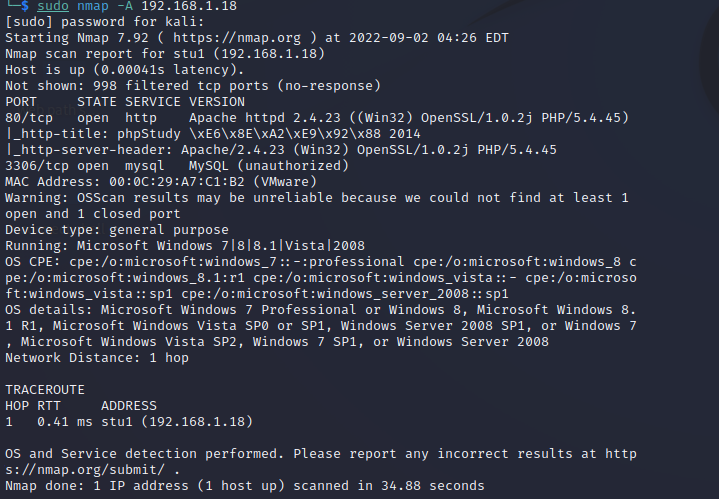 └─$ sudo nmap -A 192.168.1.18
[sudo] password for kali:
Starting Nmap 7.92 ( https://nmap.org ) at 2022-09-02 04:26 EDT
Nmap scan report for stu1 (192.168.1.18)
Host is up (0.00041s latency).
Not shown: 998 filtered tcp ports (no-response)
PORT     STATE SERVICE VERSION
80/tcp   open  http    Apache httpd 2.4.23 ((Win32) OpenSSL/1.0.2j PHP/5.4.45)
|_http-title: phpStudy \xE6\x8E\xA2\xE9\x92\x88 2014
|_http-server-header: Apache/2.4.23 (Win32) OpenSSL/1.0.2j PHP/5.4.45
3306/tcp open  mysql   MySQL (unauthorized)
MAC Address: 00:0C:29:A7:C1:B2 (VMware)
Warning: OSScan results may be unreliable because we could not find at least 1
open and 1 closed port
Device type: general purpose
Running: Microsoft Windows 7|8|8.1|Vista|2008
OS CPE: cpe:/o:microsoft:windows_7::-:professional cpe:/o:microsoft:windows_8 c
pe:/o:microsoft:windows_8.1:r1 cpe:/o:microsoft:windows_vista::- cpe:/o:microso
ft:windows_vista::sp1 cpe:/o:microsoft:windows_server_2008::sp1
OS details: Microsoft Windows 7 Professional or Windows 8, Microsoft Windows 8.
1 R1, Microsoft Windows Vista SP0 or SP1, Windows Server 2008 SP1, or Windows 7
, Microsoft Windows Vista SP2, Windows 7 SP1, or Windows Server 2008
Network Distance: 1 hop
TRACEROUTE
HOP RTT     ADDRESS
1   0.41 ms stu1 (192.168.1.18)
OS and Service detection performed. Please report any incorrect results at http
s://nmap.org/submit/ .
Nmap done: 1 IP address (1 host up) scanned in 34.88 seconds